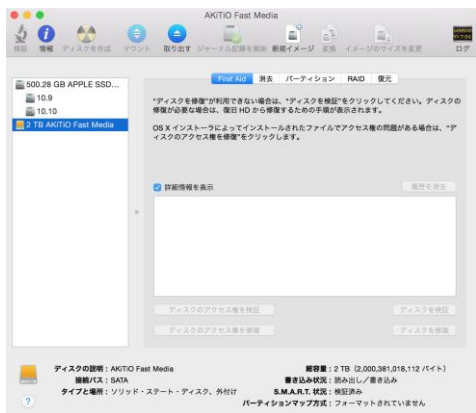 AKiTiO Fast Media
検証 情報 ディスクを作成 マウント 取り出す ジャーナル記録を開始 新規イメージ 変換 イメージのサイズを変更 ログ
First Aid 消去 パーティション RAID 復元
500.28 GB APPLE SSD...
10.9
10.10
2 TB AKiTiO Fast Media
"ディスクを修復"が利用できない場合は、"ディスクを検証"をクリックしてください。ディスクの
修復が必要な場合は、復旧 HD から修復するための手順が表示されます。
OS X インストーラによってインストールされたファイルでアクセス権の問題がある場合は、"デ
ィスクのアクセス権を修復"をクリックします。
詳細情報を表示
履歴を消去
ディスクのアクセス権を検証
ディスクを検証
ディスクのアクセス権を修復
ディスクを修復
ディスクの説明：AKiTiO Fast Media
総容量：2 TB（2,000,381,018,112 バイト）
接続バス：SATA
書き込み状況：読み出し／書き込み
タイプと場所：ソリッド・ステート・ディスク、外付け
S.M.A.R.T. 状況：検証済み
パーティションマップ方式：フォーマットされていません
?